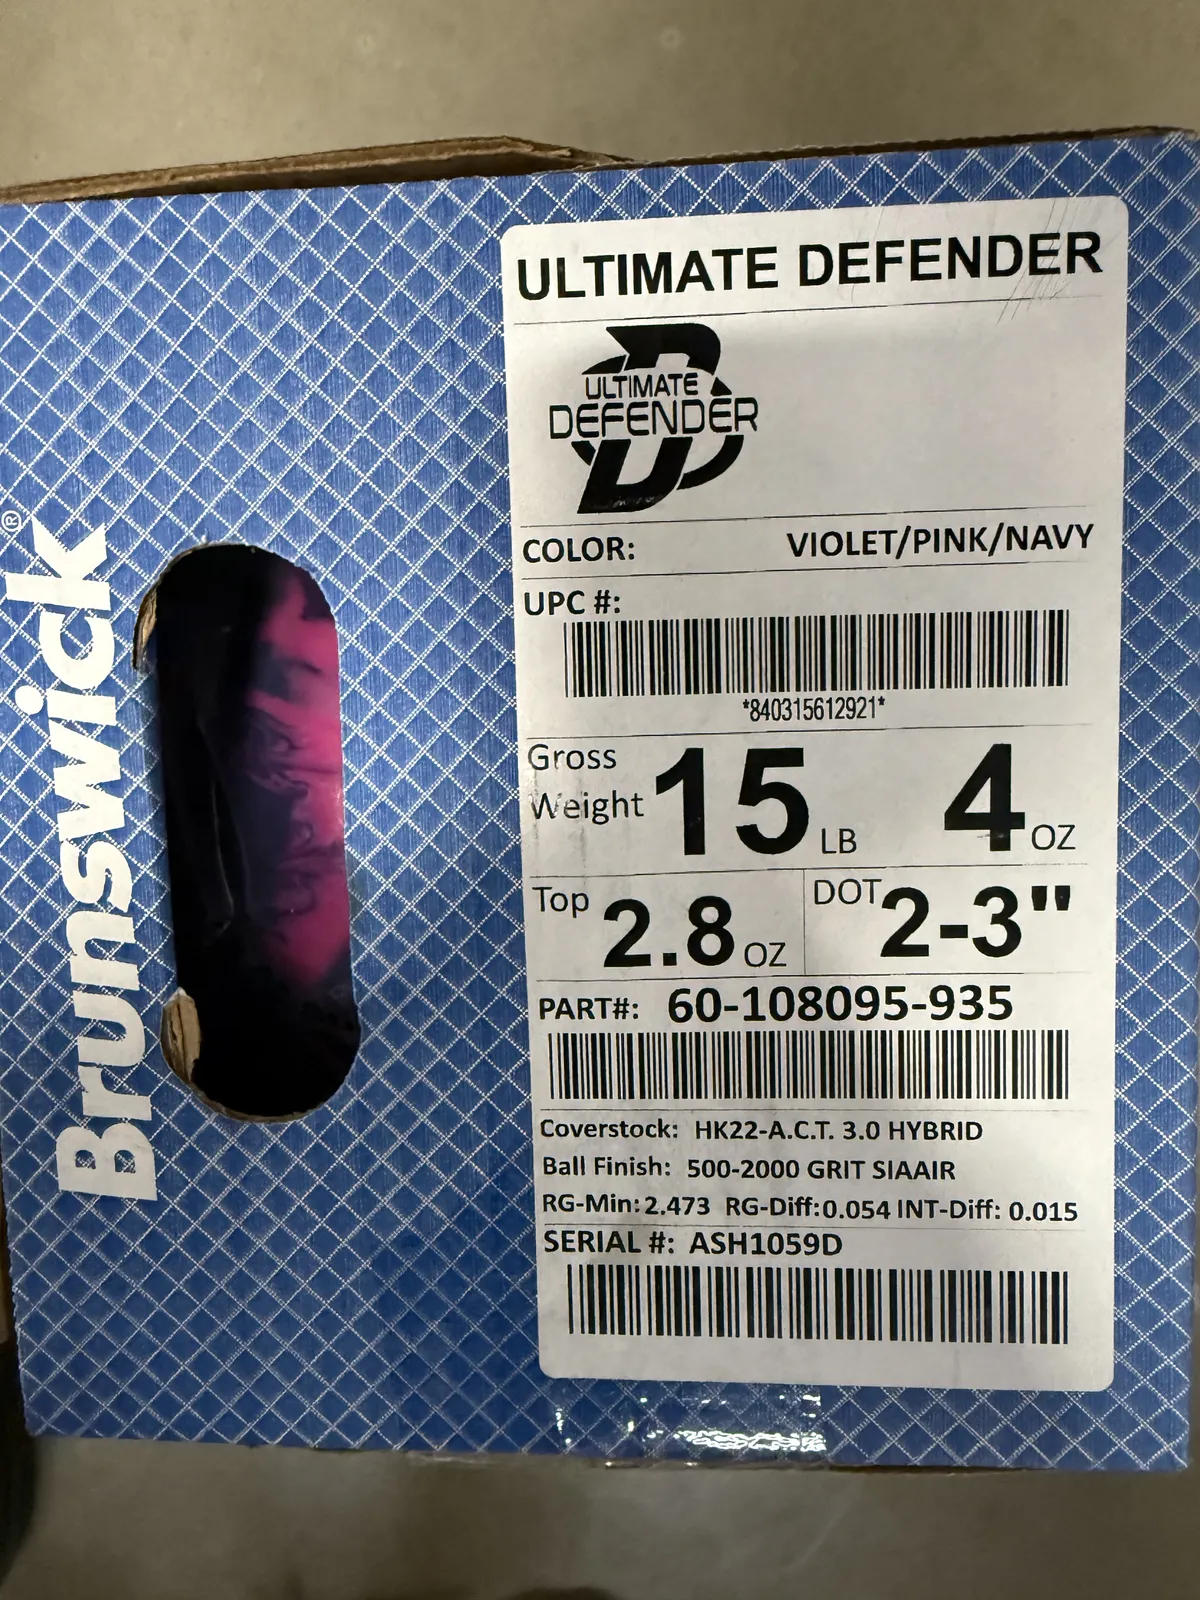 Brunswick®
ULTIMATE DEFENDER
ULTIMATE
DEFENDER
COLOR: VIOLET/PINK/NAVY
UPC #:
*840315612921*
Gross Weight 15 LB 4 OZ
Top 2.8 OZ DOT 2-3"
PART#: 60-108095-935
Coverstock: HK22-A.C.T. 3.0 HYBRID
Ball Finish: 500-2000 GRIT SIAAIR
RG-Min: 2.473 RG-Diff: 0.054 INT-Diff: 0.015
SERIAL #: ASH1059D